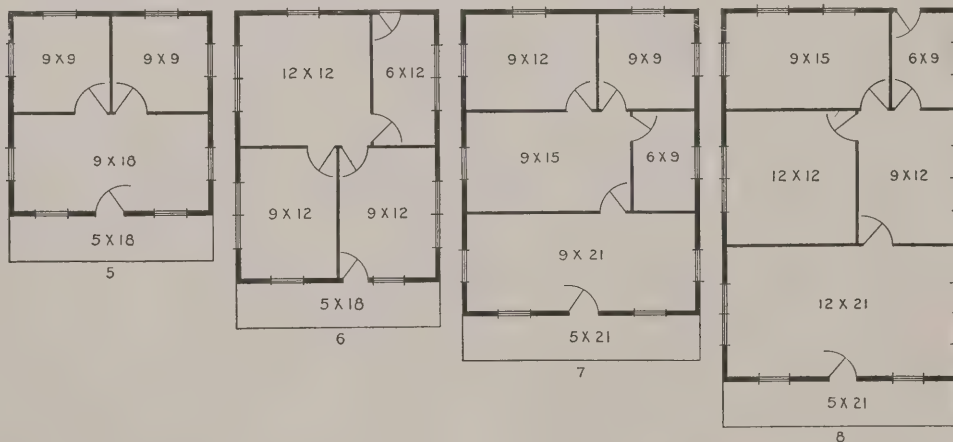 9 X 9
9 X 9
9 X 18
5 X 18
5
12 X 12
6 X 12
9 X 12
9 X 12
5 X 18
6
9 X 12
9 X 9
9 X 15
6 X 9
9 X 21
5 X 21
7
9 X 15
6 X 9
12 X 12
9 X 12
12 X 21
5 X 21
8